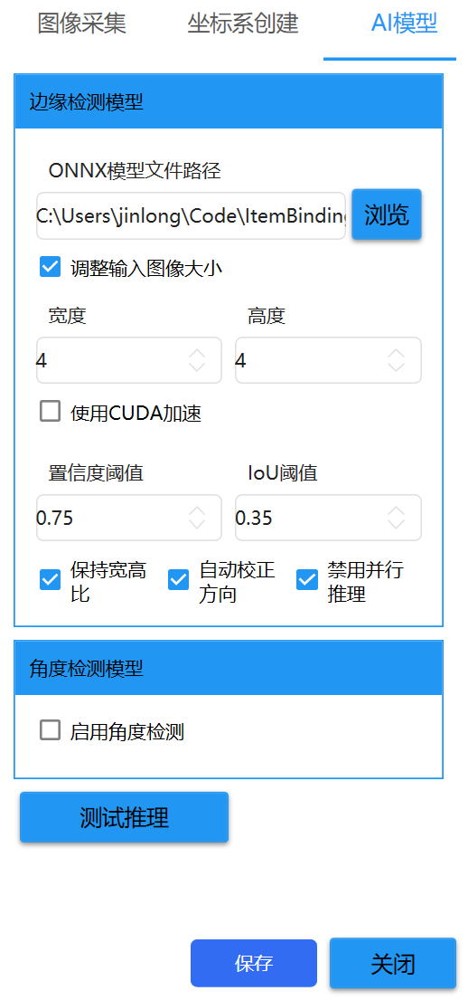 图像采集 坐标系创建 AI模型
边缘检测模型
ONNX模型文件路径
C:\Users\jinlong\Code\ItemBinding 浏览
调整输入图像大小
宽度 高度
4 4
使用CUDA加速
置信度阈值 IoU阈值
0.75 0.35
保持宽高 自动校正 禁用并行
比 方向 推理
角度检测模型
启用角度检测
测试推理
保存 关闭